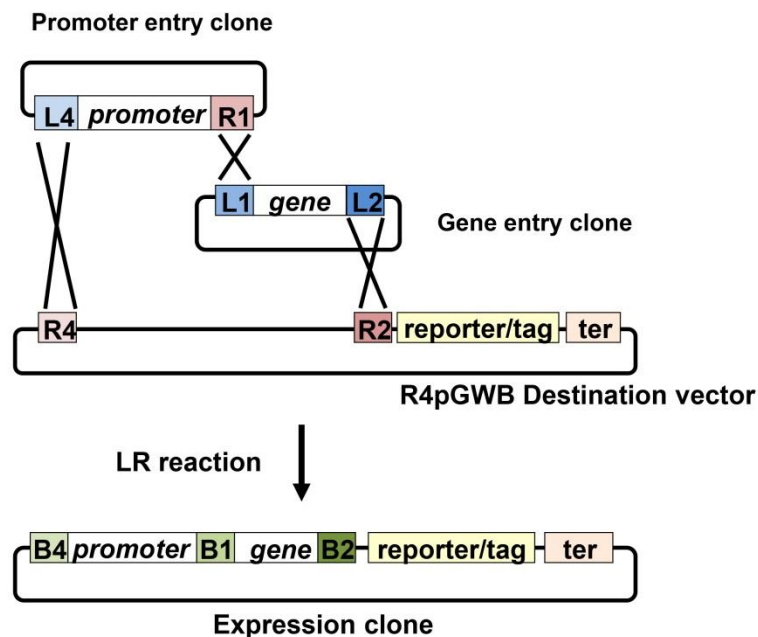 Promoter entry clone
L4 promoter R1
L1 gene L2
Gene entry clone
R4 R2 reporter/tag ter
R4pGWB Destination vector
LR reaction
B4 promoter B1 gene B2 reporter/tag ter
Expression clone